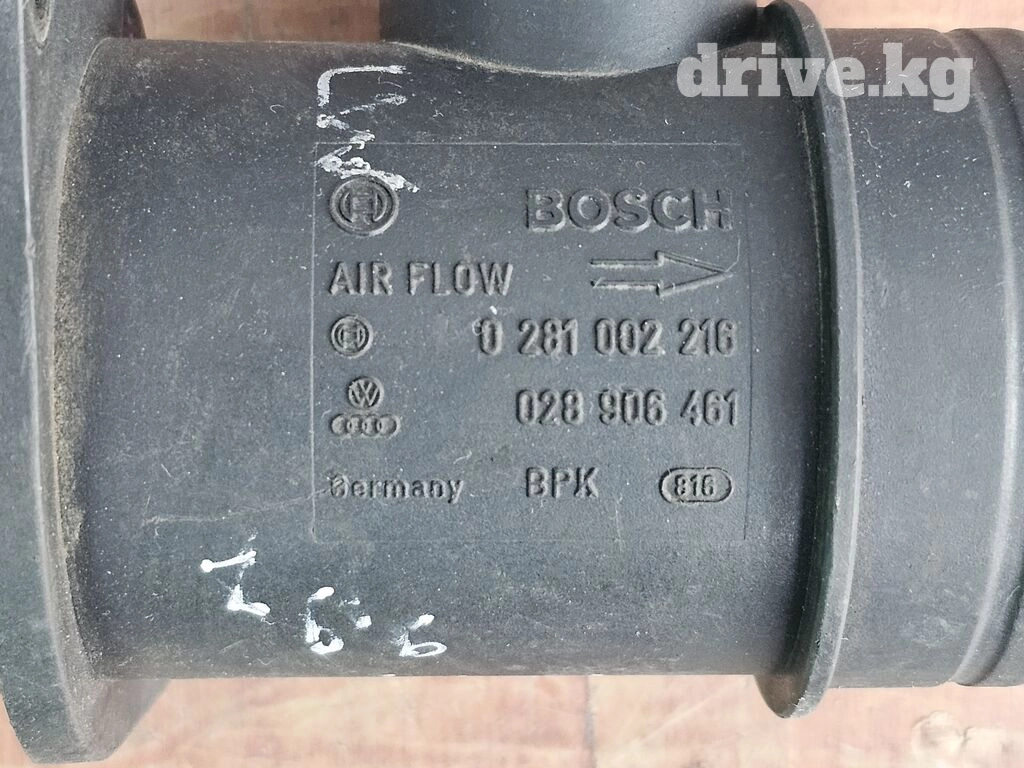 drive.kg
BOSCH
AIR FLOW
0 281 002 216
028 906 461
Germany BPK 816